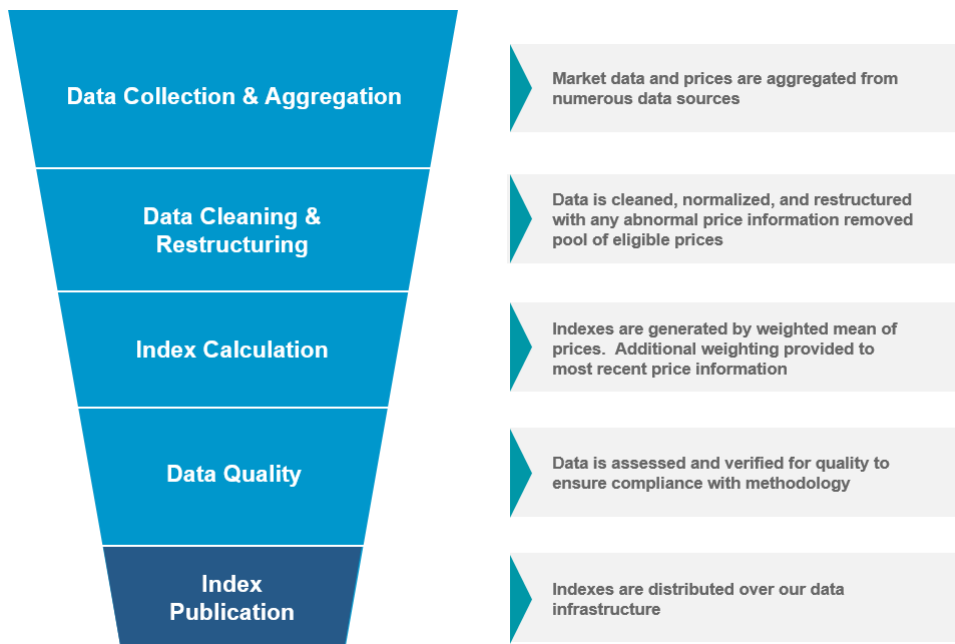 Data Collection & Aggregation
Market data and prices are aggregated from
numerous data sources
Data Cleaning &
Restructuring
Data is cleaned, normalized, and restructured
with any abnormal price information removed
pool of eligible prices
Index Calculation
Indexes are generated by weighted mean of
prices.  Additional weighting provided to
most recent price information
Data Quality
Data is assessed and verified for quality to
ensure compliance with methodology
Index
Publication
Indexes are distributed over our data
infrastructure